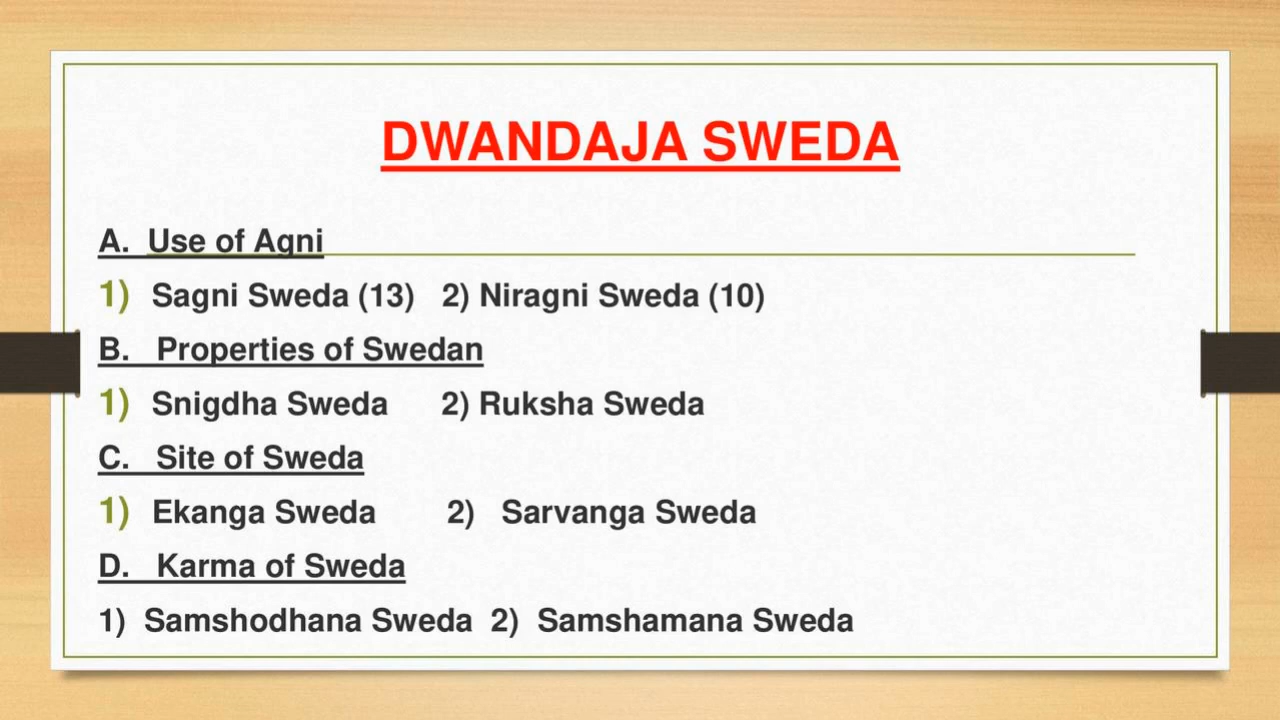 DWANDAJA SWEDA
A. Use of Agni
1) Sagni Sweda (13) 2) Niragni Sweda (10)
B. Properties of Swedan
1) Snigdha Sweda 2) Ruksha Sweda
C. Site of Sweda
1) Ekanga Sweda 2) Sarvanga Sweda
D. Karma of Sweda
1) Samshodhana Sweda 2) Samshamana Sweda